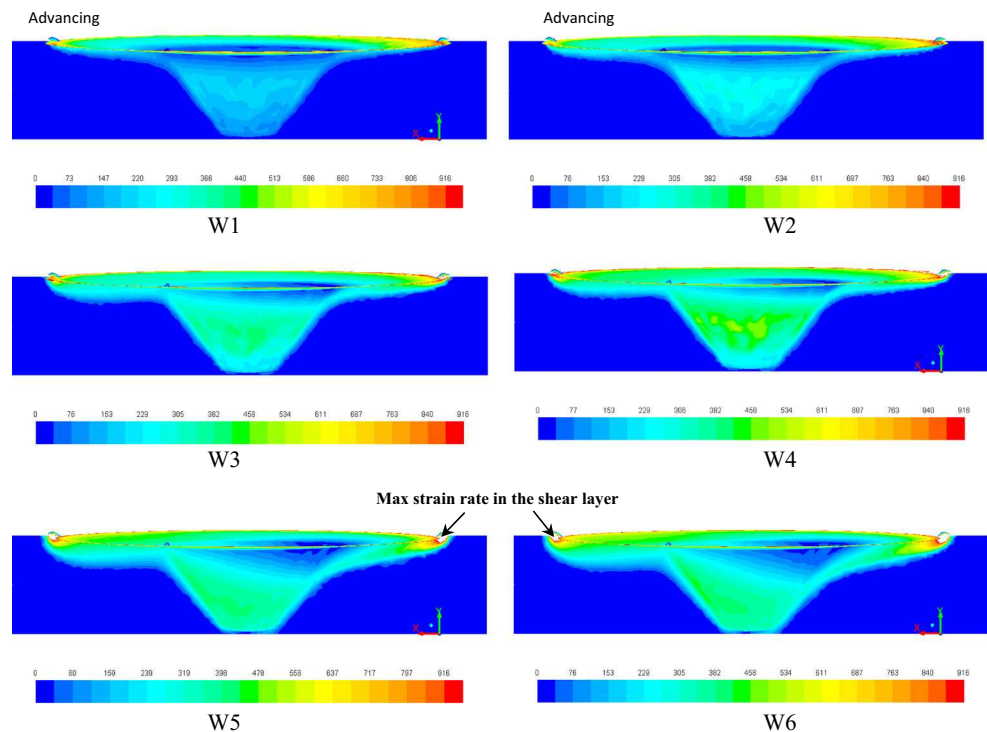 Advancing Advancing
Y X Y X
0 73 147 220 293 366 440 513 586 660 733 806 916
0 76 153 229 305 382 458 534 611 687 763 840 916
W1 W2
Y X
0 76 153 229 305 382 458 534 611 687 763 840 916
0 77 153 229 306 382 458 534 611 687 763 840 916
W3 W4
Max strain rate in the shear layer
Y X Y X
0 80 159 239 319 398 478 558 637 717 797 916
0 76 153 229 305 382 458 534 611 687 763 840 916
W5 W6